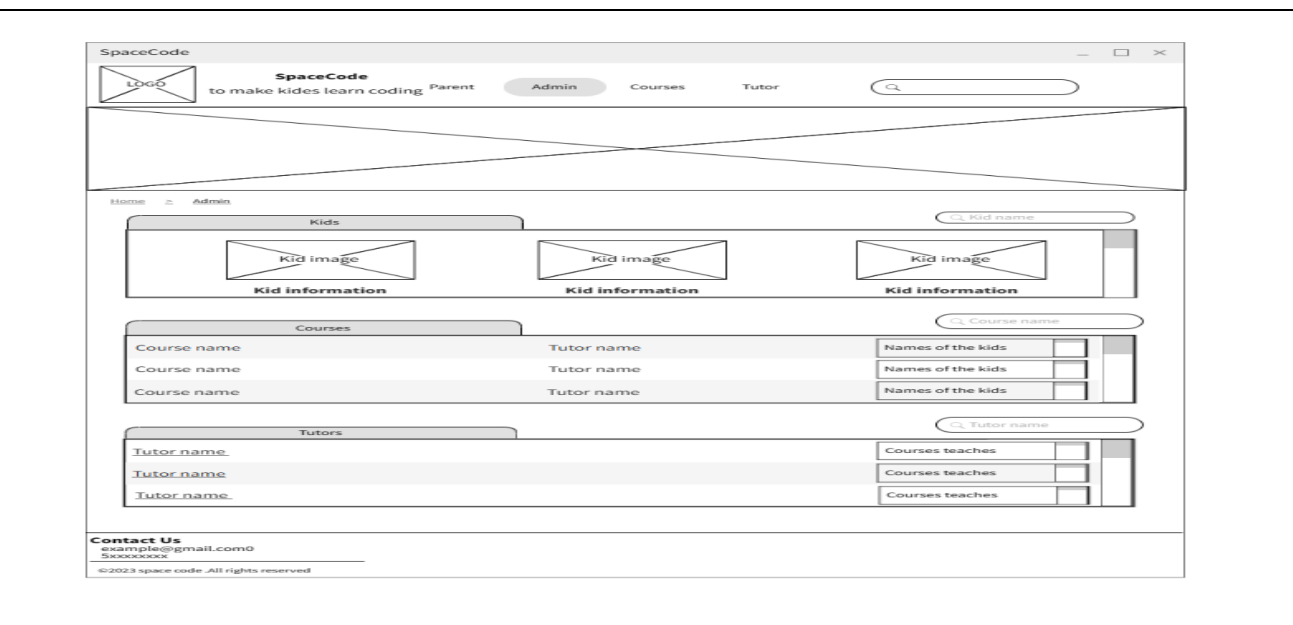 SpaceCode
LOGO
SpaceCode
to make kides learn coding
Parent
Admin
Courses
Tutor
Home > Admin
Kids
Kid name
Kid image
Kid image
Kid image
Kid information
Kid information
Kid information
Courses
Course name
Course name
Tutor name
Names of the kids
Course name
Tutor name
Names of the kids
Course name
Tutor name
Names of the kids
Tutors
Tutor name
Tutor name
Courses teaches
Tutor name
Courses teaches
Tutor name
Courses teaches
Contact Us
example@gmail.com0
5xxxxxxxx
©2023 space code .All rights reserved